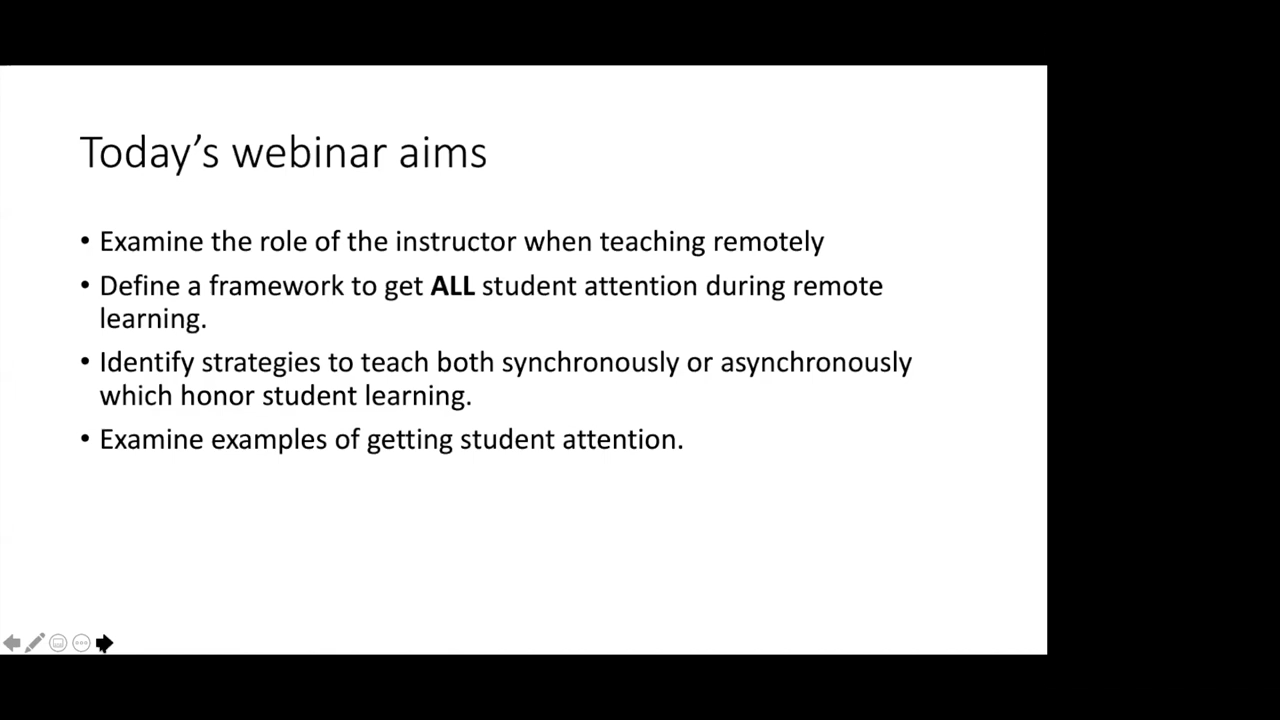 Today’s webinar aims
• Examine the role of the instructor when teaching remotely
• Define a framework to get ALL student attention during remote
learning.
• Identify strategies to teach both synchronously or asynchronously
which honor student learning.
• Examine examples of getting student attention.